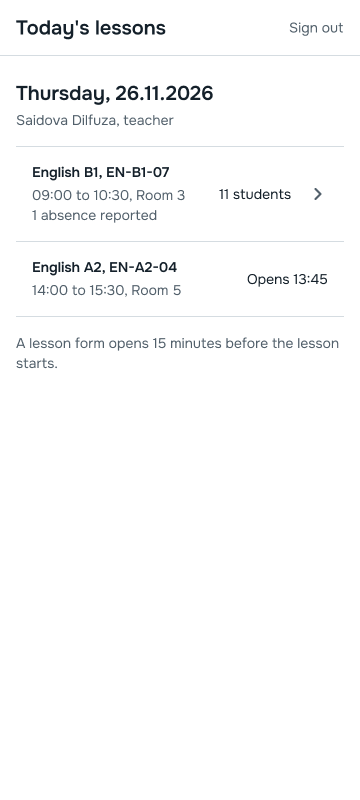 Today's lessons
Sign out
Thursday, 26.11.2026
Saidova Dilfuza, teacher
English B1, EN-B1-07
09:00 to 10:30, Room 3
1 absence reported
11 students
English A2, EN-A2-04
14:00 to 15:30, Room 5
Opens 13:45
A lesson form opens 15 minutes before the lesson
starts.